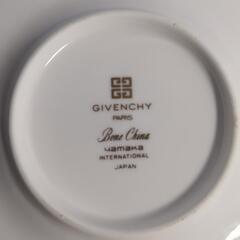 GIVENCHY
PARIS
Bone China
yamaka
INTERNATIONAL
JAPAN